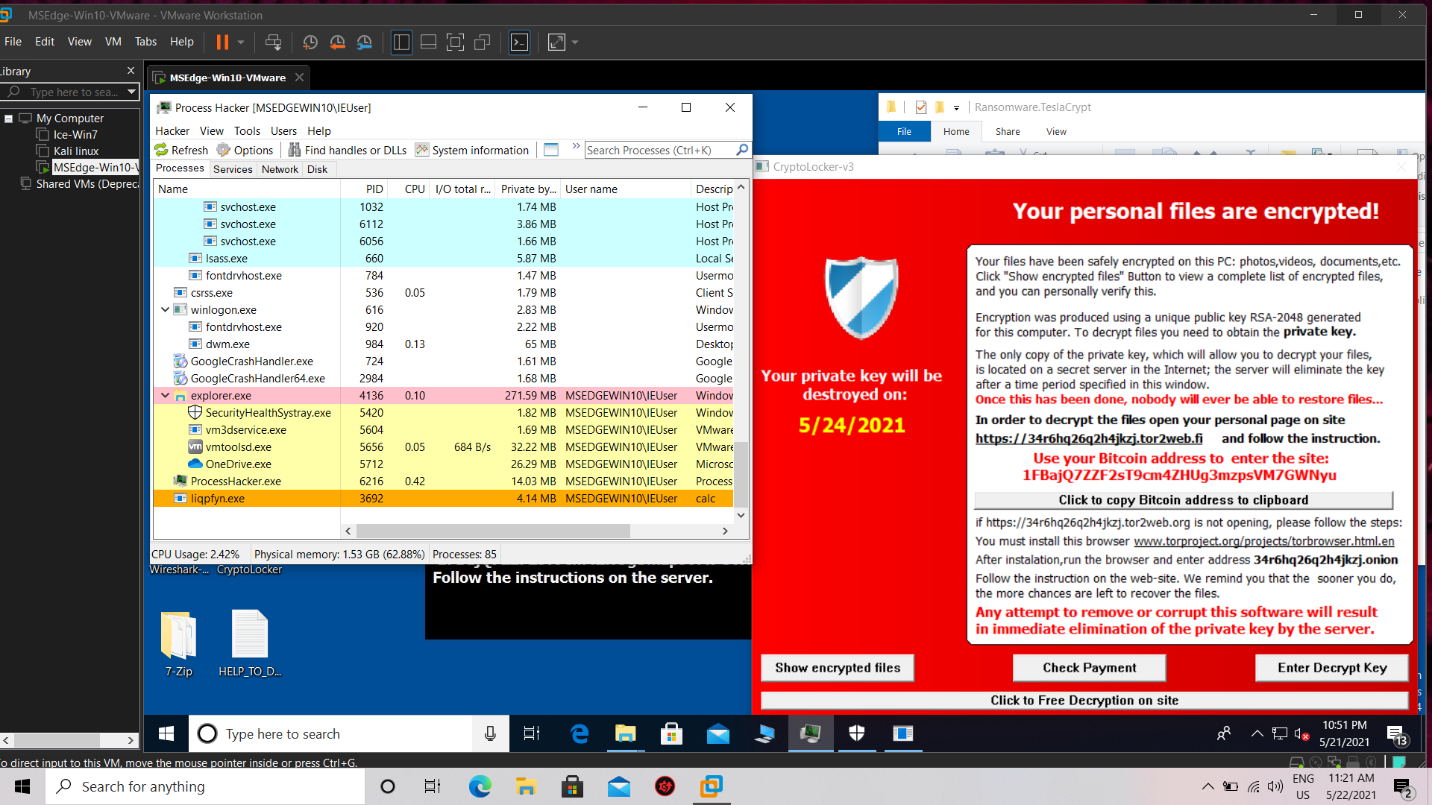 MSEdge-Win10-VMware - VMware Workstation
File Edit View VM Tabs Help
Library
Type here to sea...
My Computer
Ice-Win7
Kali linux
MSEdge-Win10-V
Shared VMs (Depreca
MSEdge-Win10-VMware
Process Hacker [MSEDGEWIN10\IEUser]
Hacker View Tools Users Help
Refresh Options Find handles or DLLs System information » Search Processes (Ctrl+K)
Processes Services Network Disk
Name PID CPU I/O total r... Private by... User name Descrip
svchost.exe 1032 1.74 MB Host Pr
svchost.exe 6112 3.86 MB Host Pr
svchost.exe 6056 1.66 MB Host Pr
lsass.exe 660 5.87 MB Local Se
fontdrvhost.exe 784 1.47 MB Usermo
csrss.exe 536 0.05 1.79 MB Client S
winlogon.exe 616 2.83 MB Window
fontdrvhost.exe 920 2.22 MB Usermo
dwm.exe 984 0.13 65 MB Desktop
GoogleCrashHandler.exe 724 1.61 MB Google
GoogleCrashHandler64.exe 2984 1.68 MB Google
explorer.exe 4136 0.10 271.59 MB MSEDGEWIN10\IEUser Window
SecurityHealthSystray.exe 5420 1.82 MB MSEDGEWIN10\IEUser Window
vm3dservice.exe 5604 1.69 MB MSEDGEWIN10\IEUser VMware
vmtoolsd.exe 5656 0.05 684 B/s 32.22 MB MSEDGEWIN10\IEUser VMware
OneDrive.exe 5712 26.29 MB MSEDGEWIN10\IEUser Microsc
ProcessHacker.exe 6216 0.42 14.03 MB MSEDGEWIN10\IEUser Process
liqpfyn.exe 3692 4.14 MB MSEDGEWIN10\IEUser calc
CPU Usage: 2.42% Physical memory: 1.53 GB (62.88%) Processes: 85
Wireshark-... CryptoLocker
Follow the instructions on the server.
7-Zip HELP_TO_D...
Ransomware.TeslaCrypt
File Home Share View
CryptoLocker-v3
Your personal files are encrypted!
Your private key will be
destroyed on:
5/24/2021
Your files have been safely encrypted on this PC: photos,videos, documents,etc.
Click "Show encrypted files" Button to view a complete list of encrypted files,
and you can personally verify this.
Encryption was produced using a unique public key RSA-2048 generated
for this computer. To decrypt files you need to obtain the private key.
The only copy of the private key, which will allow you to decrypt your files,
is located on a secret server in the Internet; the server will eliminate the key
after a time period specified in this window.
Once this has been done, nobody will ever be able to restore files...
In order to decrypt the files open your personal page on site
https://34r6hq26q2h4jkzj.tor2web.fi and follow the instruction.
Use your Bitcoin address to enter the site:
1FBajQ7ZZF2sT9cm4ZHUg3mzpsVM7GWNyu
Click to copy Bitcoin address to clipboard
if https://34r6hq26q2h4jkzj.tor2web.org is not opening, please follow the steps:
You must install this browser www.torproject.org/projects/torbrowser.html.en
After instalation,run the browser and enter address 34r6hq26q2h4jkzj.onion
Follow the instruction on the web-site. We remind you that the sooner you do,
the more chances are left to recover the files.
Any attempt to remove or corrupt this software will result
in immediate elimination of the private key by the server.
Show encrypted files Check Payment Enter Decrypt Key
Click to Free Decryption on site
Type here to search
10:51 PM
5/21/2021
13
o direct input to this VM, move the mouse pointer inside or press Ctrl+G.
Search for anything
ENG
US
11:21 AM
5/22/2021
2